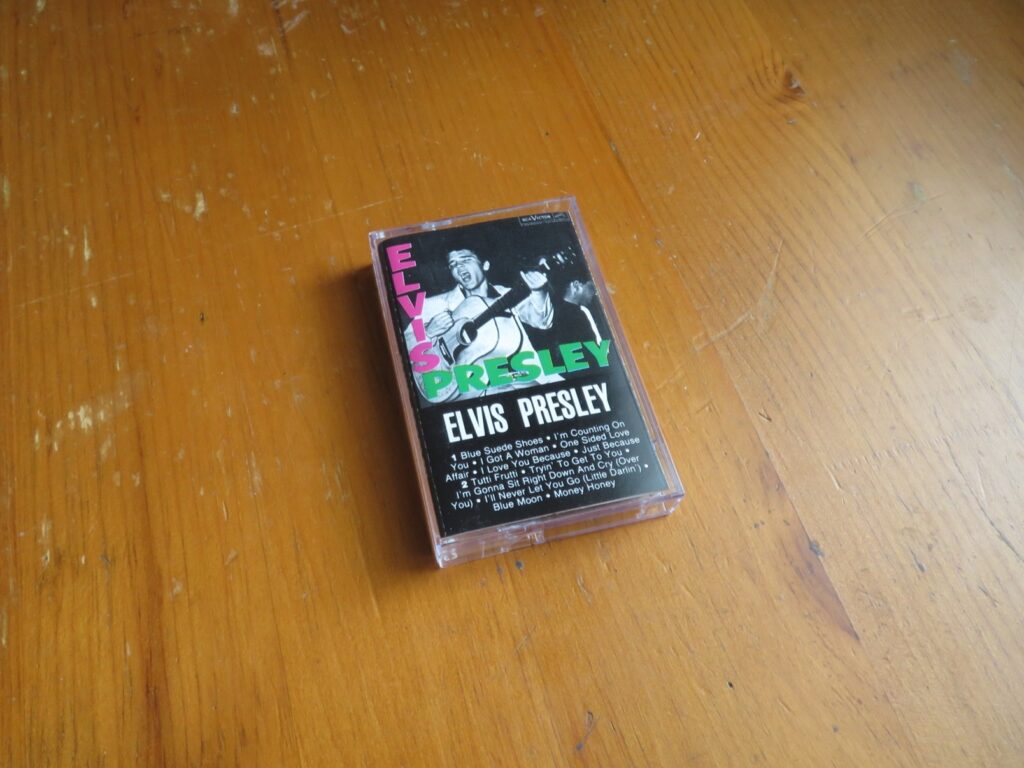 RCA VICTOR
ELVIS
PRESLEY
ELVIS PRESLEY
1 Blue Suede Shoes • I'm Counting On
You • I Got A Woman • One Sided Love
Affair • I Love You Because • Just Because
2 Tutti Frutti • Tryin' To Get To You •
I'm Gonna Sit Right Down And Cry (Over
You) • I'll Never Let You Go (Little Darlin') •
Blue Moon • Money Honey